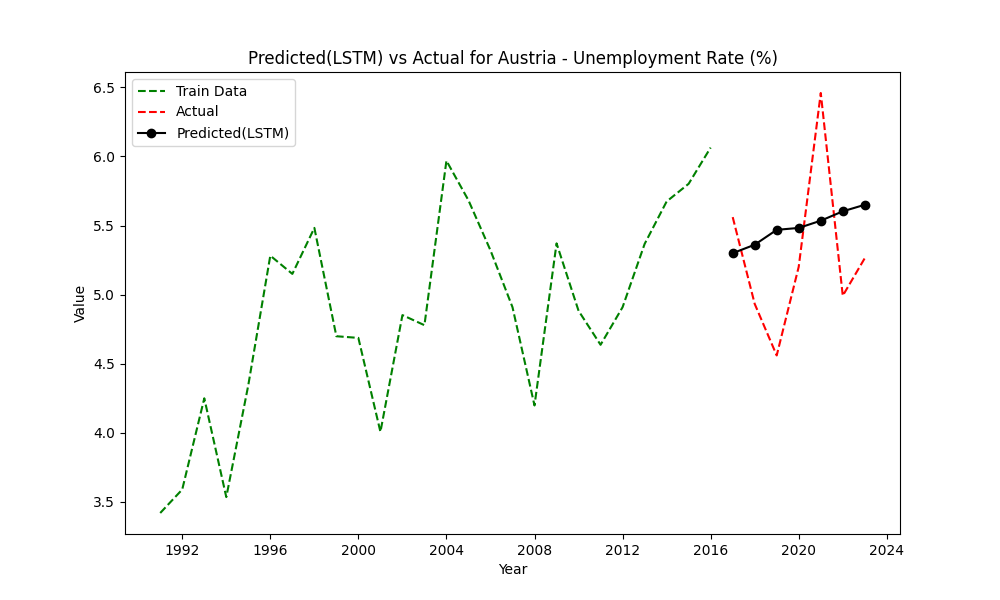 Predicted(LSTM) vs Actual for Austria - Unemployment Rate (%)
Train Data
Actual
Predicted(LSTM)
6.5
6.0
5.5
5.0
4.5
4.0
3.5
Value
1992 1996 2000 2004 2008 2012 2016 2020 2024
Year